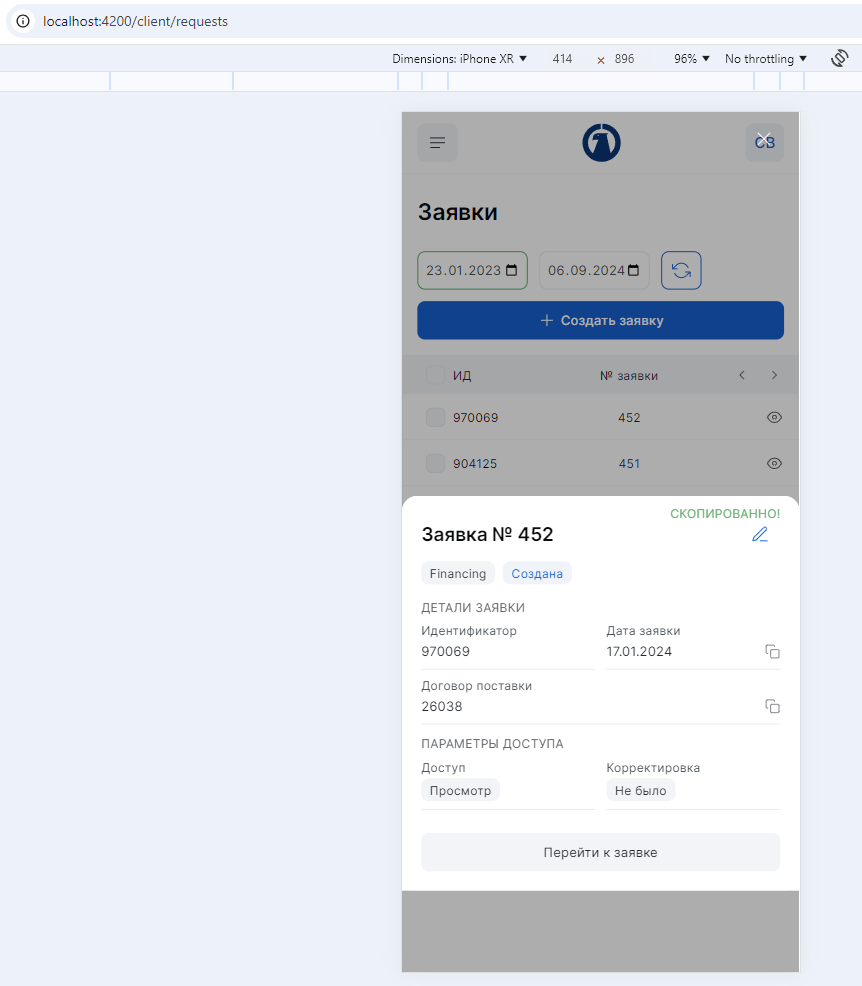 localhost:4200/client/requests
Dimensions: iPhone XR 414 × 896 96% No throttling
СВ
Заявки
23.01.2023 06.09.2024
+ Создать заявку
ИД № заявки
970069 452
904125 451
СКОПИРОВАННО!
Заявка № 452
Financing Создана
ДЕТАЛИ ЗАЯВКИ
Идентификатор Дата заявки
970069 17.01.2024
Договор поставки
26038
ПАРАМЕТРЫ ДОСТУПА
Доступ Корректировка
Просмотр Не было
Перейти к заявке